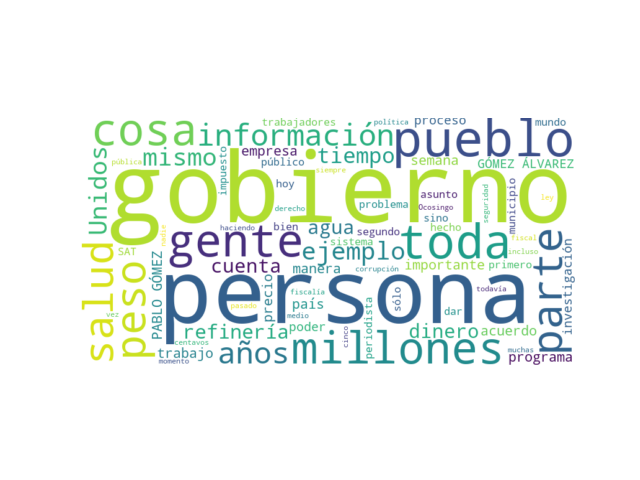 cosa
información
trabajadores
política
proceso
mundo
pueblo
Unidos
mismo
empresa
tiempo
semana
GÓMEZ ÁLVAREZ
pública
impuesto
público
siempre
gobierno
hoy
problema
asunto
Ocosingo
seguridad
municipio
ley
derecho
haciendo
bien
agua
segundo
sino
hecho
fiscal
gente
toda
parte
salud
SAT
PABLO GÓMEZ
ejemplo
sistema
incluso
investigación
peso
cuenta
manera
corrupción
importante
primero
persona
precio
fiscalía
país
solo
todavía
pasado
medio
vez
refinería
poder
cinco
periodista
dar
dinero
acuerdo
centavos
trabajo
momento
años
millones
muchas
programa